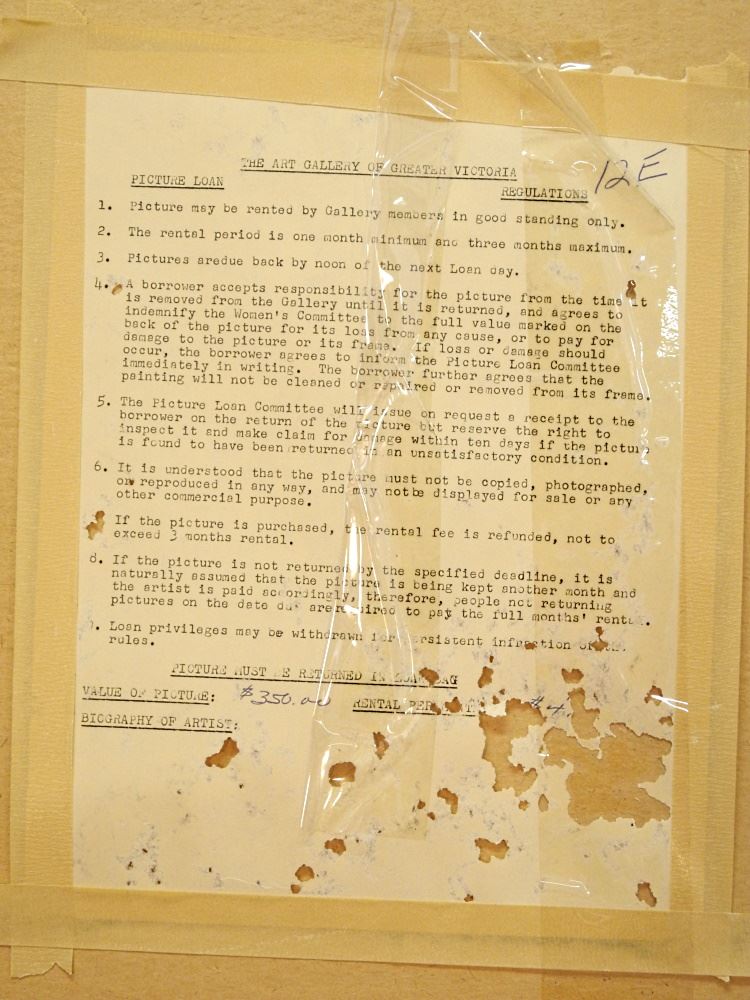 THE ART GALLERY OF GREATER VICTORIA
12E
PICTURE LOAN REGULATIONS
1. Picture may be rented by Gallery members in good standing only.
2. The rental period is one month minimum and three months maximum.
3. Pictures aredue back by noon of the next Loan day.
4. A borrower accepts responsibility for the picture from the time it
is removed from the Gallery until it is returned, and agrees to
indemnify the Women's Committee to the full value marked on the
back of the picture for its loss from any cause, or to pay for
damage to the picture or its frame. If loss or damage should
occur, the borrower agrees to inform the Picture Loan Committee
immediately in writing. The borrower further agrees that the
painting will not be cleaned or repaired or removed from its frame.
5. The Picture Loan Committee will issue on request a receipt to the
borrower on the return of the picture but reserve the right to
inspect it and make claim for damage within ten days if the picture
is found to have been returned in an unsatisfactory condition.
6. It is understood that the picture must not be copied, photographed,
or reproduced in any way, and may notbe displayed for sale or any
other commercial purpose.
If the picture is purchased, the rental fee is refunded, not to
exceed 3 months rental.
8. If the picture is not returned by the specified deadline, it is
naturally assumed that the picture is being kept another month and
the artist is paid accordingly, therefore, people not returning
pictures on the date due are required to pay the full months' rental.
9. Loan privileges may be withdrawn for persistent infraction of
rules.
PICTURE MUST BE RETURNED IN LOAN BAG
VALUE OF PICTURE: $350.00 RENTAL PER $4.
BIOGRAPHY OF ARTIST: